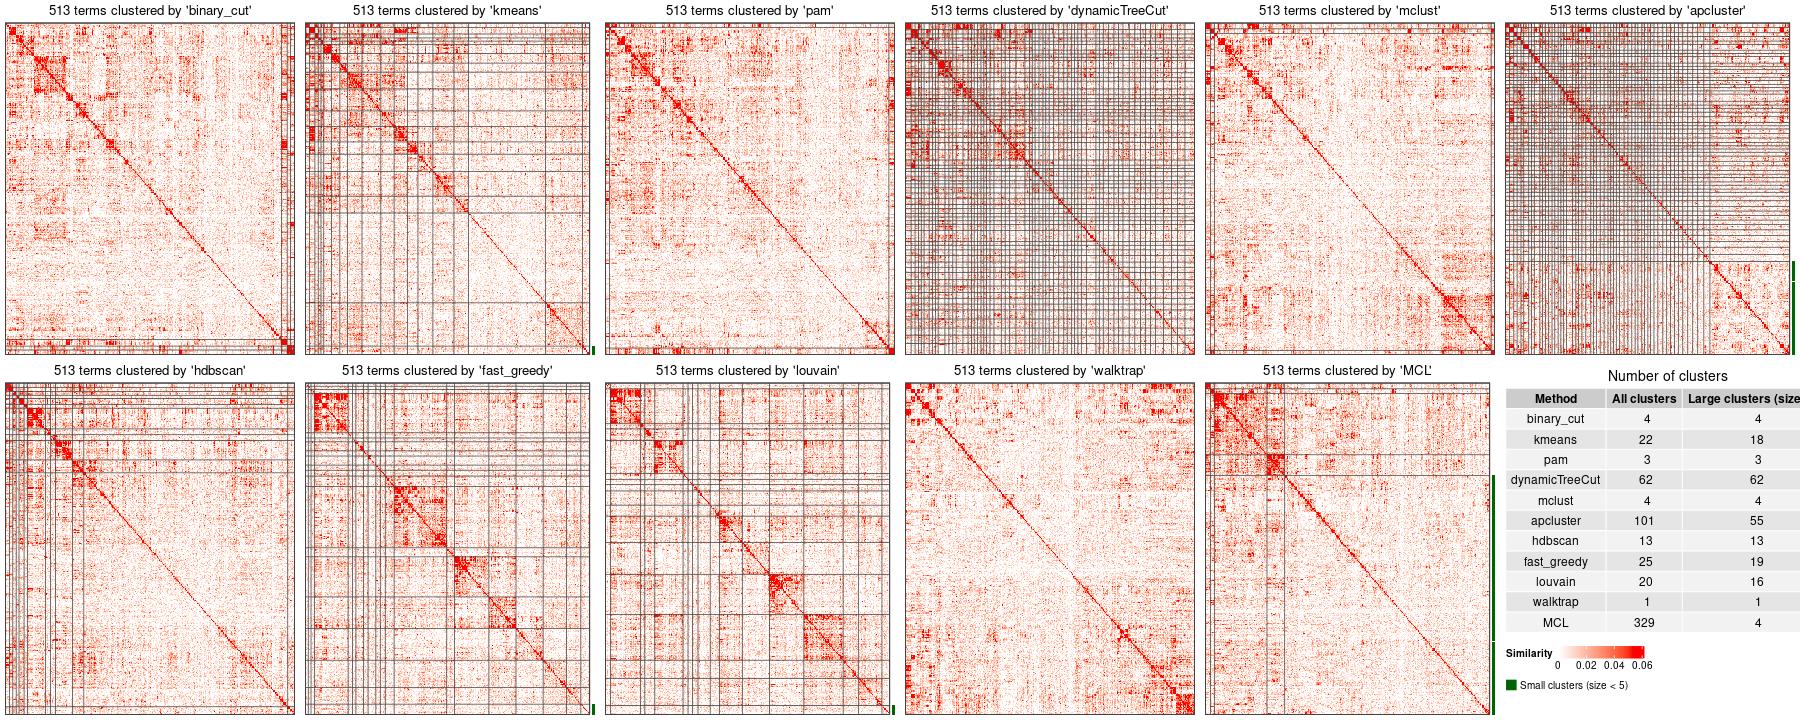 513 terms clustered by 'binary_cut'
513 terms clustered by 'kmeans'
513 terms clustered by 'pam'
513 terms clustered by 'dynamicTreeCut'
513 terms clustered by 'mclust'
513 terms clustered by 'apcluster'
513 terms clustered by 'hdbscan'
513 terms clustered by 'fast_greedy'
513 terms clustered by 'louvain'
513 terms clustered by 'walktrap'
513 terms clustered by 'MCL'
Number of clusters
Method All clusters Large clusters (size
binary_cut 4 4
kmeans 22 18
pam 3 3
dynamicTreeCut 62 62
mclust 4 4
apcluster 101 55
hdbscan 13 13
fast_greedy 25 19
louvain 20 16
walktrap 1 1
MCL 329 4
Similarity
0 0.02 0.04 0.06
Small clusters (size < 5)